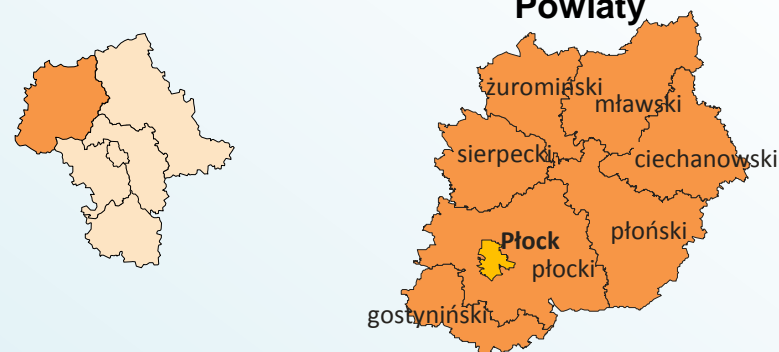 Powiaty
żuromiński
mławski
sierpecki
ciechanowski
płoński
Płock
płocki
gostyniński